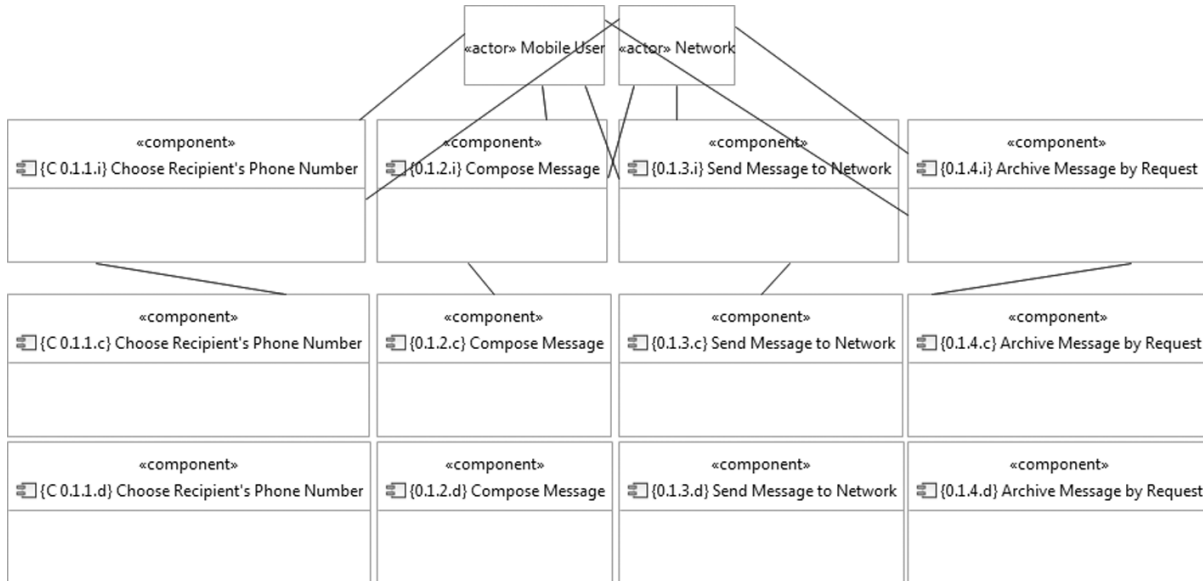 «actor» Mobile User
«actor» Network
«component»
{C 0.1.1.i} Choose Recipient's Phone Number
«component»
{0.1.2.i} Compose Message
«component»
{0.1.3.i} Send Message to Network
«component»
{0.1.4.i} Archive Message by Request
«component»
{C 0.1.1.c} Choose Recipient's Phone Number
«component»
{0.1.2.c} Compose Message
«component»
{0.1.3.c} Send Message to Network
«component»
{0.1.4.c} Archive Message by Request
«component»
{C 0.1.1.d} Choose Recipient's Phone Number
«component»
{0.1.2.d} Compose Message
«component»
{0.1.3.d} Send Message to Network
«component»
{0.1.4.d} Archive Message by Request